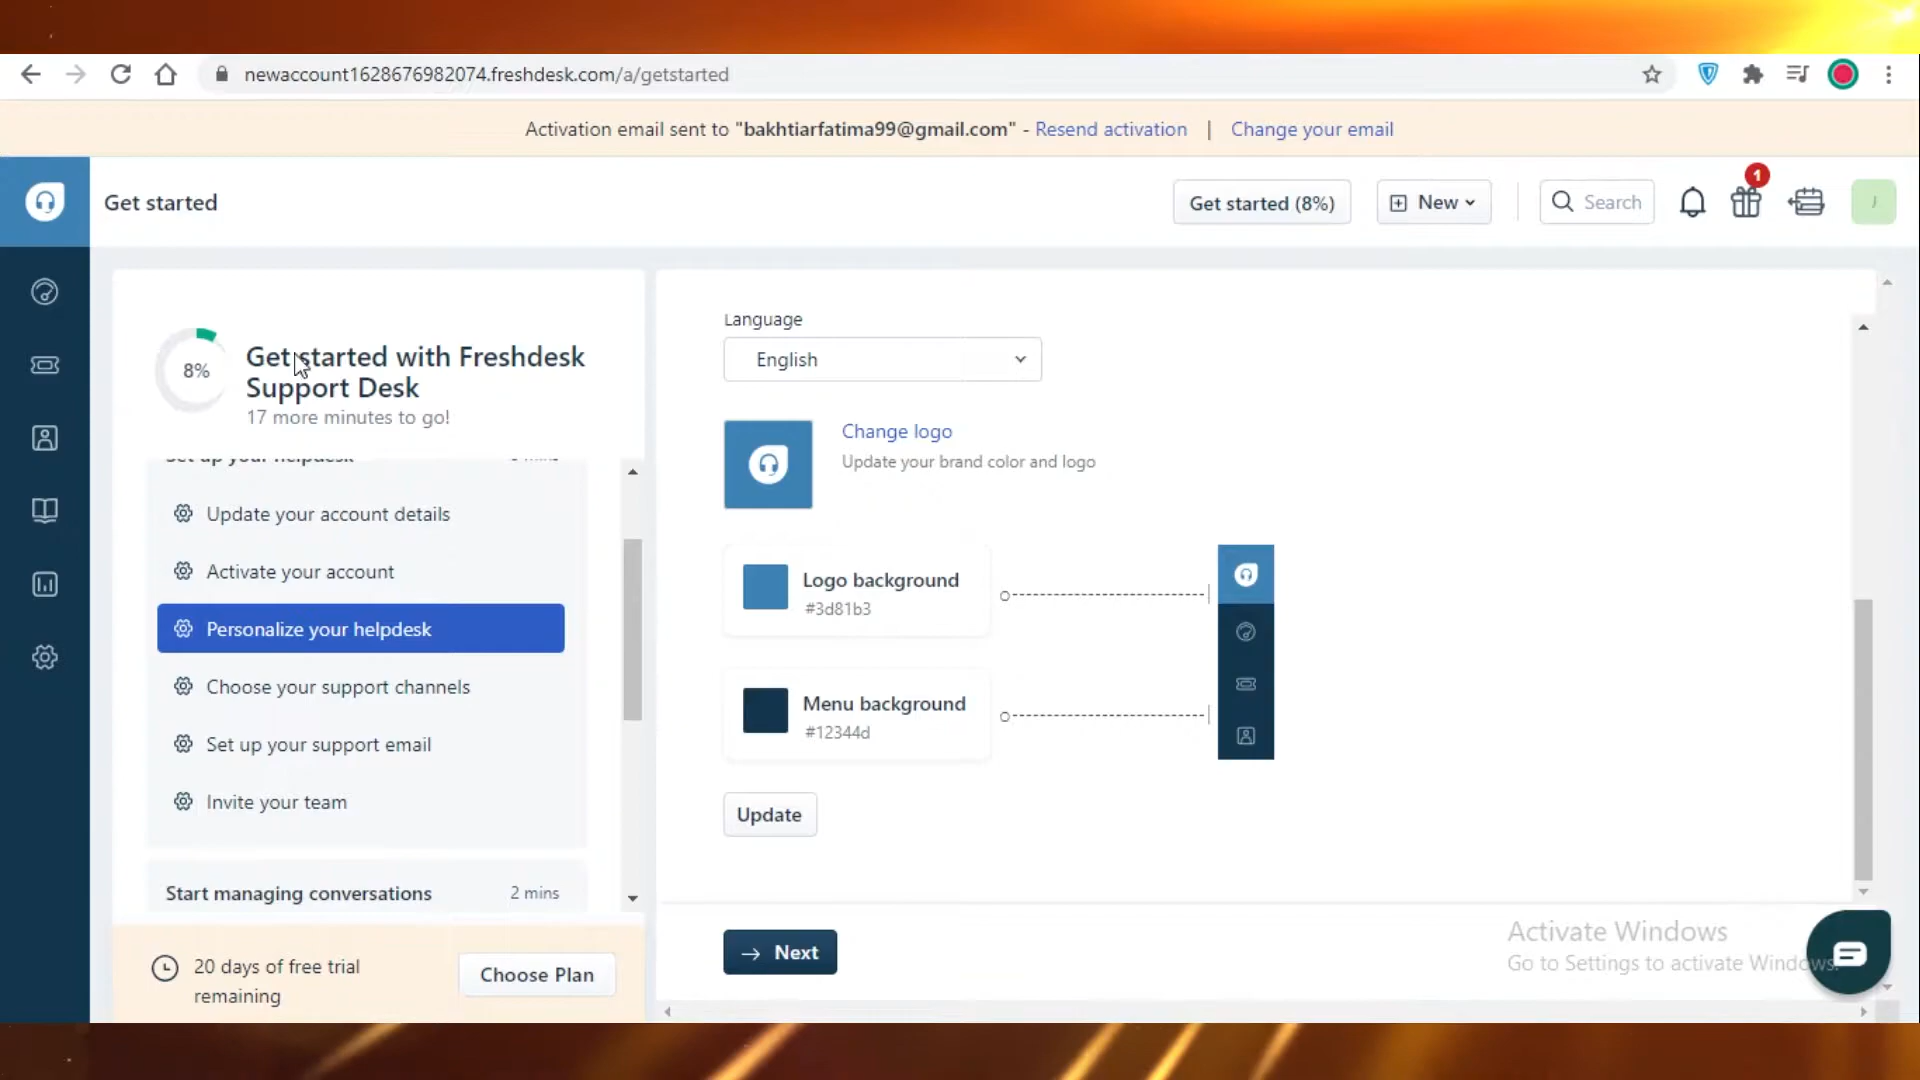 newaccount1628676982074.freshdesk.com/a/getstarted
Activation email sent to "bakhtiarfatima99@gmail.com" - Resend activation | Change your email
Get started
Get started (8%)
New
Search
1
J
8%
Get started with Freshdesk
Support Desk
17 more minutes to go!
Set up your helpdesk
Update your account details
Activate your account
Personalize your helpdesk
Choose your support channels
Set up your support email
Invite your team
Start managing conversations 2 mins
20 days of free trial
remaining
Choose Plan
Language
English
Change logo
Update your brand color and logo
Logo background
#3d81b3
Menu background
#12344d
Update
Next
Activate Windows
Go to Settings to activate Windows.